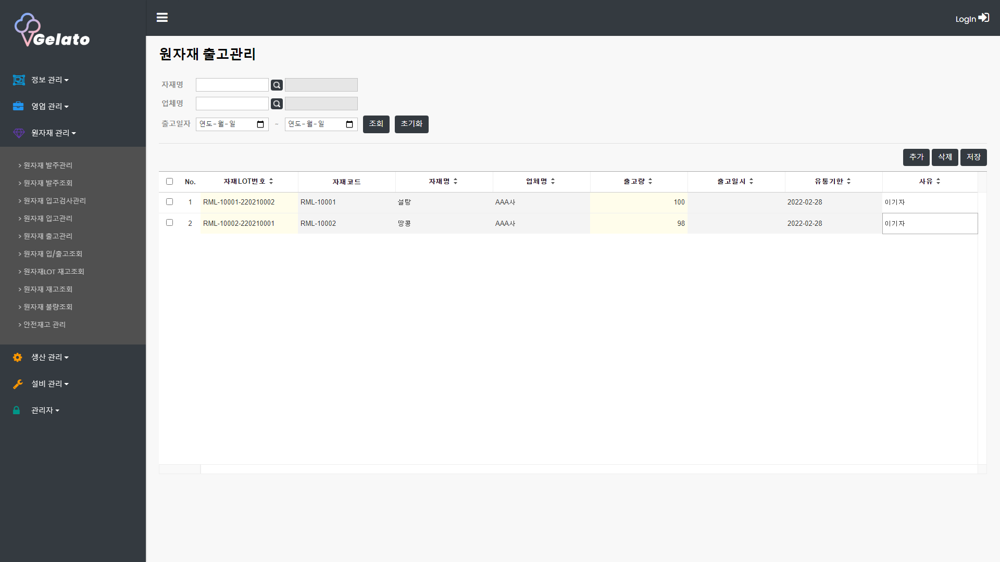 Gelato
LogIn
정보 관리
영업 관리
원자재 관리
> 원자재 발주관리
> 원자재 발주조회
> 원자재 입고검사관리
> 원자재 입고관리
> 원자재 출고관리
> 원자재 입/출고조회
> 원자재LOT 재고조회
> 원자재 재고조회
> 원자재 불량조회
> 안전재고 관리
생산 관리
설비 관리
관리자
원자재 출고관리
자재명
업체명
출고일자 연도-월-일 ~ 연도-월-일 조회 초기화
추가 삭제 저장
No. 자재LOT번호 자재코드 자재명 업체명 출고량 출고일시 유통기한 사유
1 RML-10001-220210002 RML-10001 설탕 AAA사 100 2022-02-28 이기자
2 RML-10002-220210001 RML-10002 땅콩 AAA사 98 2022-02-28 이기자